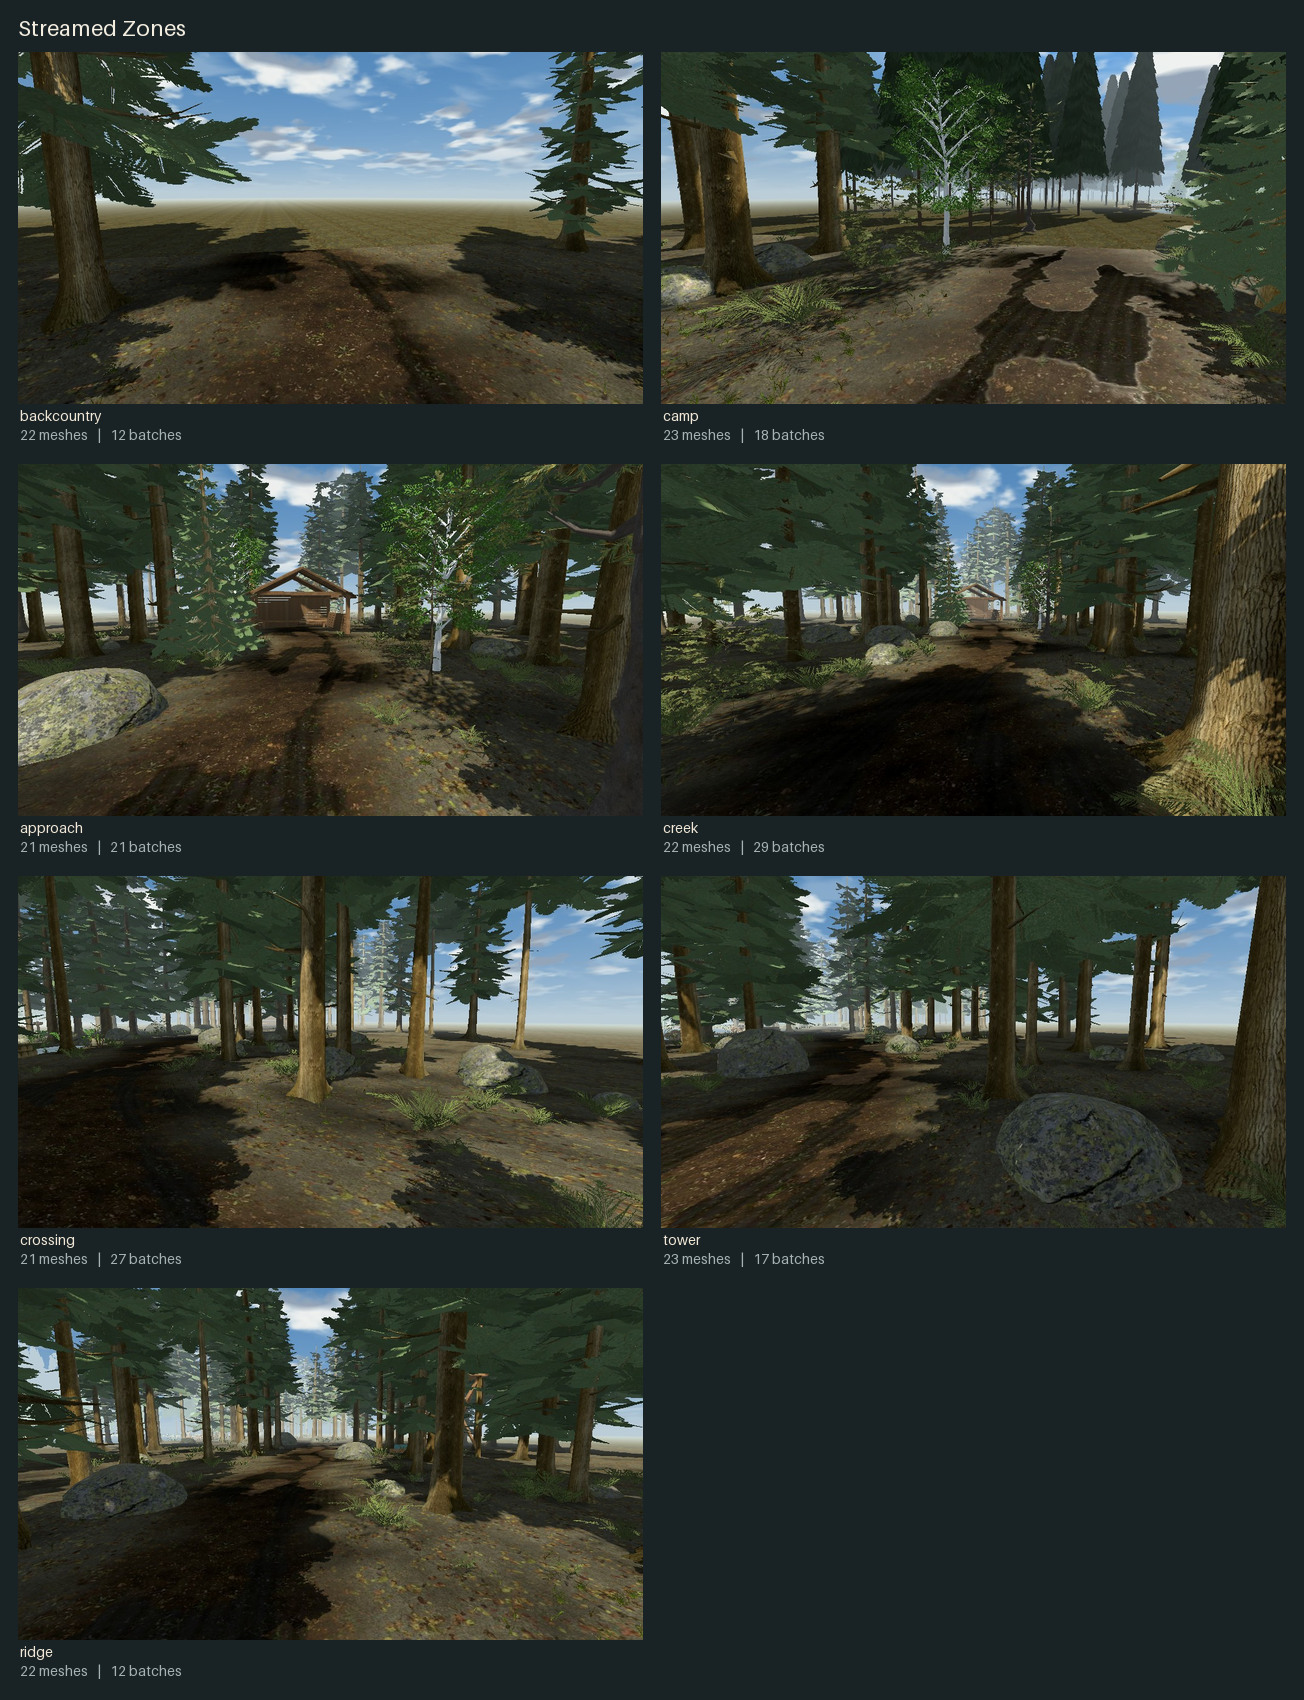 Streamed Zones
backcountry
22 meshes | 12 batches
camp
23 meshes | 18 batches
approach
21 meshes | 21 batches
creek
22 meshes | 29 batches
crossing
21 meshes | 27 batches
tower
23 meshes | 17 batches
ridge
22 meshes | 12 batches